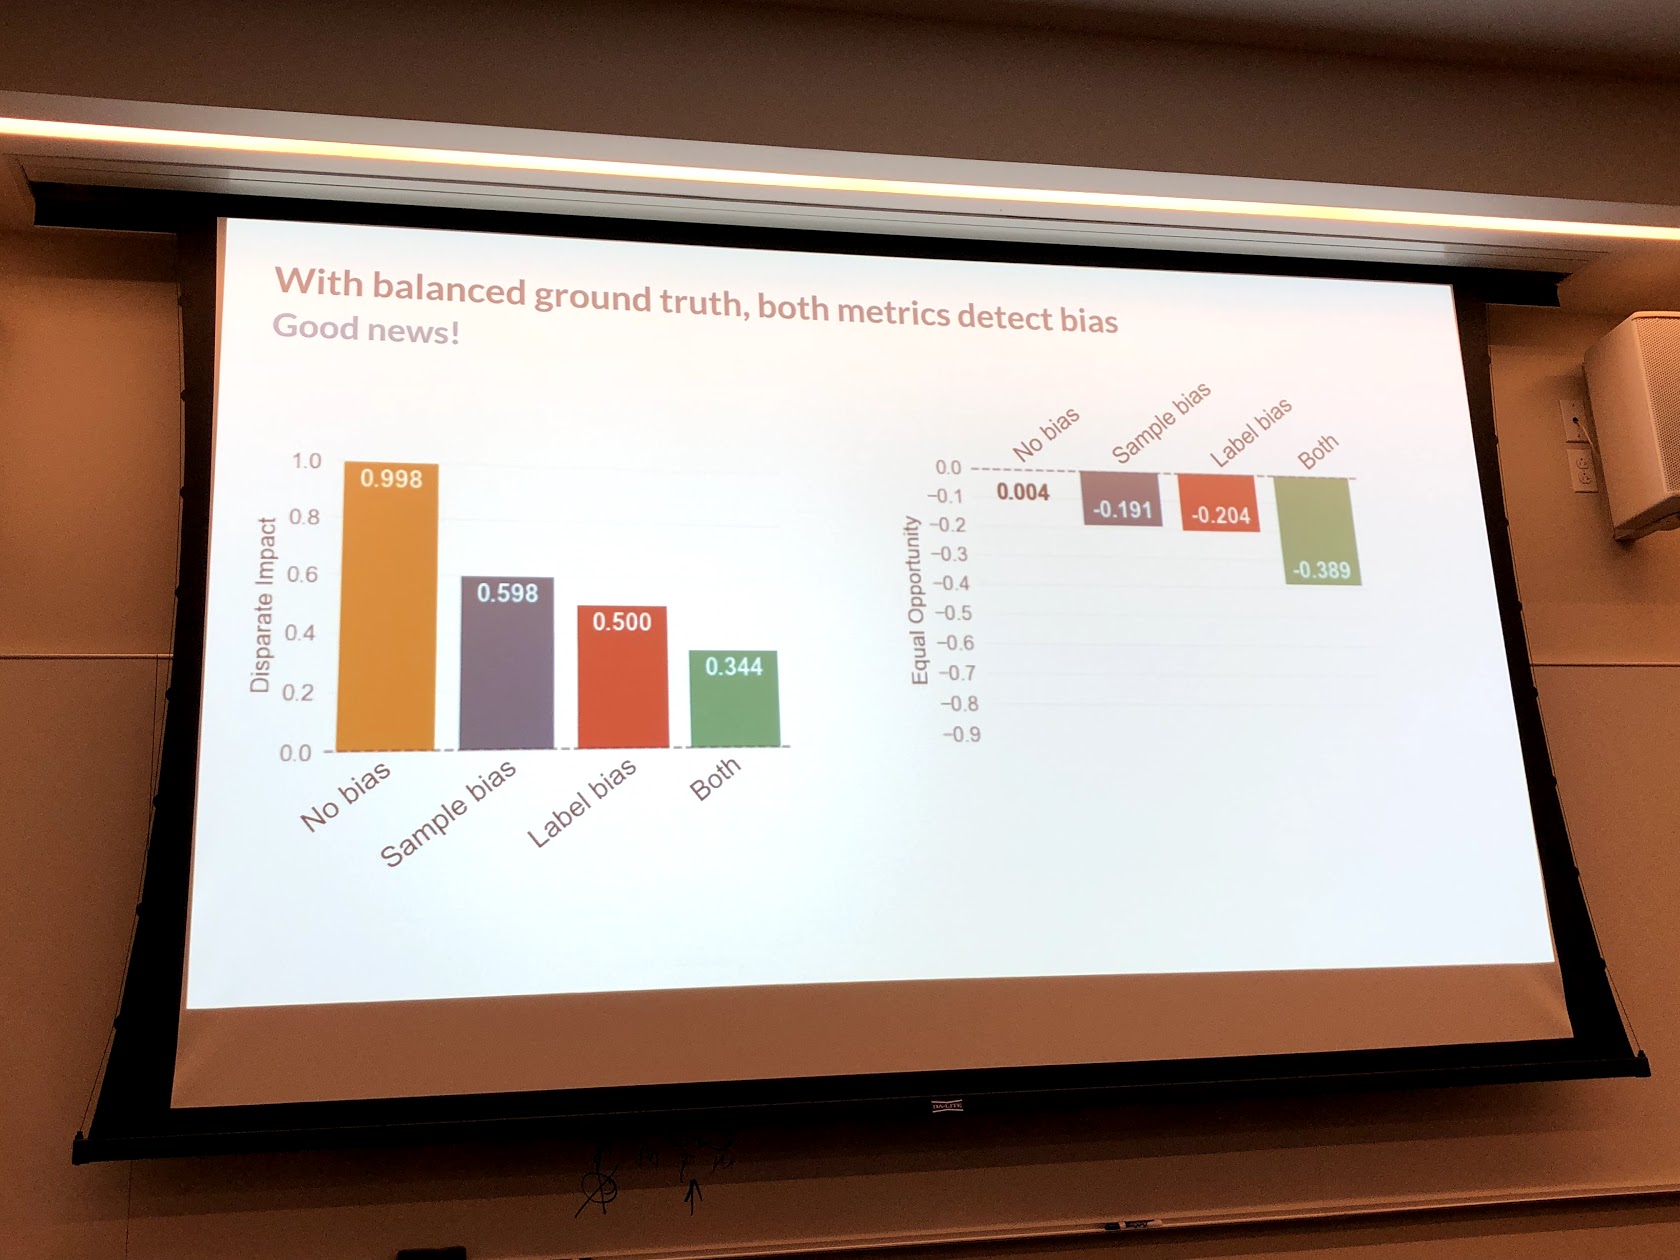 With balanced ground truth, both metrics detect bias
Good news!
Disparate Impact
1.0
0.8
0.6
0.4
0.2
0.0
0.998
0.598
0.500
0.344
No bias
Sample bias
Label bias
Both
Equal Opportunity
No bias
Sample bias
Label bias
Both
0.0
−0.1
−0.2
−0.3
−0.4
−0.5
−0.6
−0.7
−0.8
−0.9
0.004
-0.191
-0.204
-0.389
DA-LITE